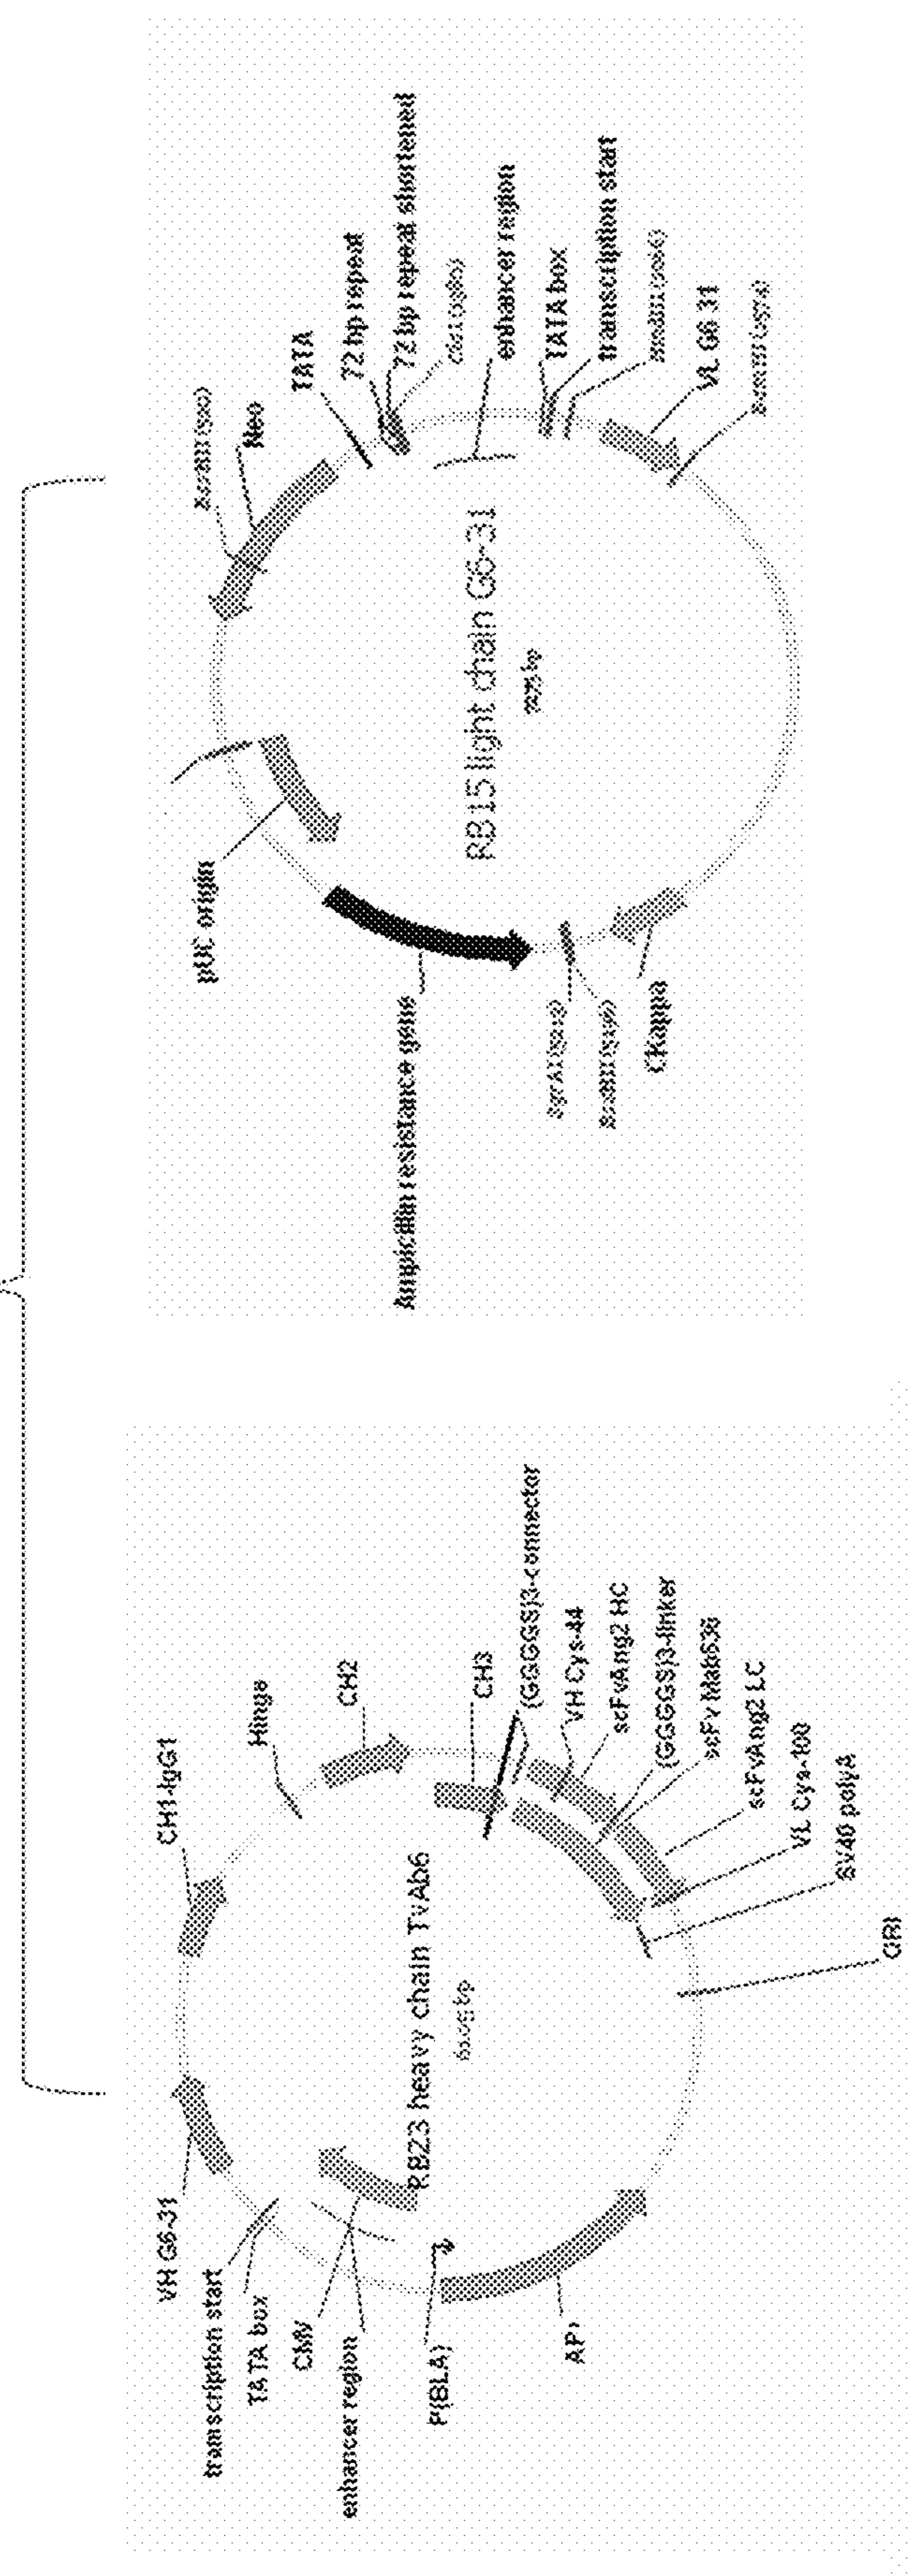 VH G6-31
transcription start
TATA box
CMV
enhancer region
P(BLA)
AP
CH1-IgG1
Hinge
CH2
CH3
(GGGGS)3-connector
VH Cys-44
scFvAng2 HC
(GGGGS)3-linker
scFv Mab536
scFvAng2 LC
VL Cys-100
SV40 polyA
ORI
RB23 heavy chain TvAb6
bp
pUC origin
Ampicillin resistance gene
Neo
TATA
72 bp repeat
72 bp repeat shortened
enhancer region
TATA box
transcription start
VL G6-31
CKappa
RB15 light chain G6-31
bp